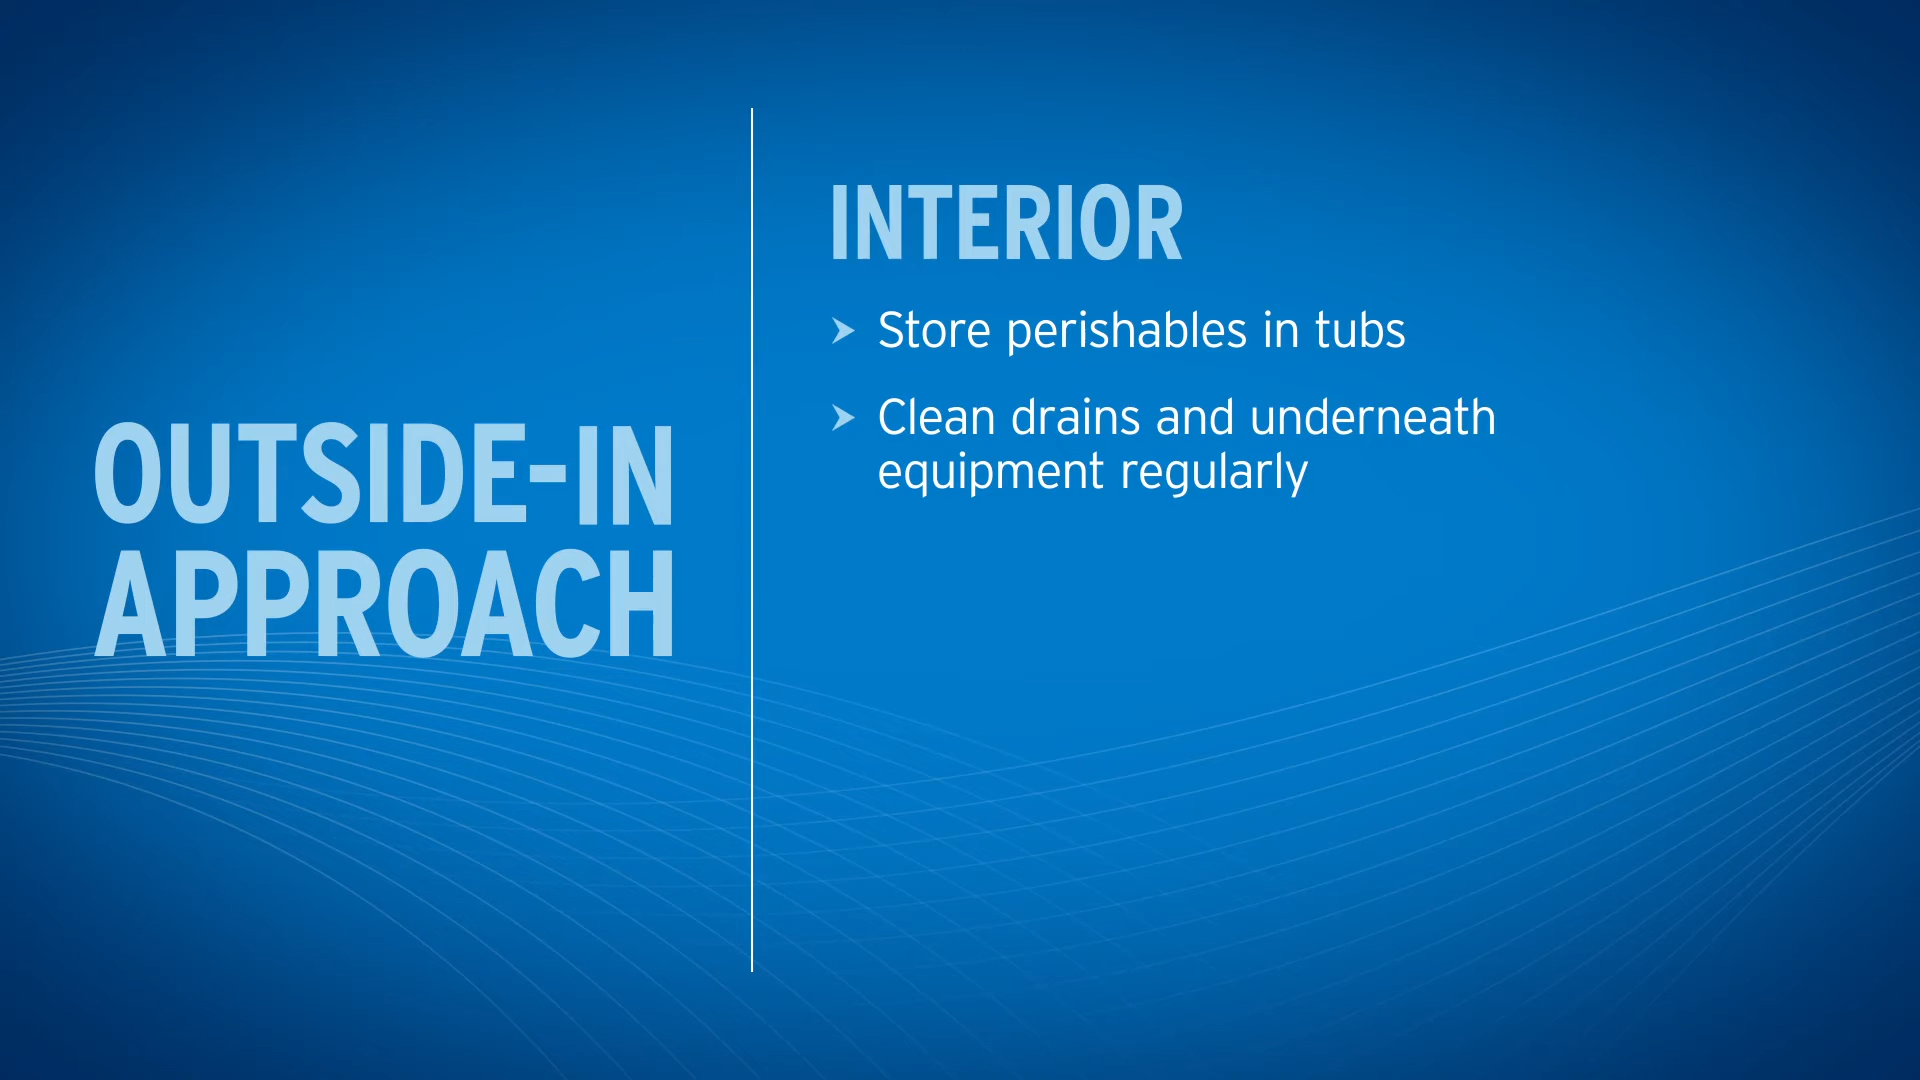 OUTSIDE-IN
APPROACH
INTERIOR
Store perishables in tubs
Clean drains and underneath
equipment regularly